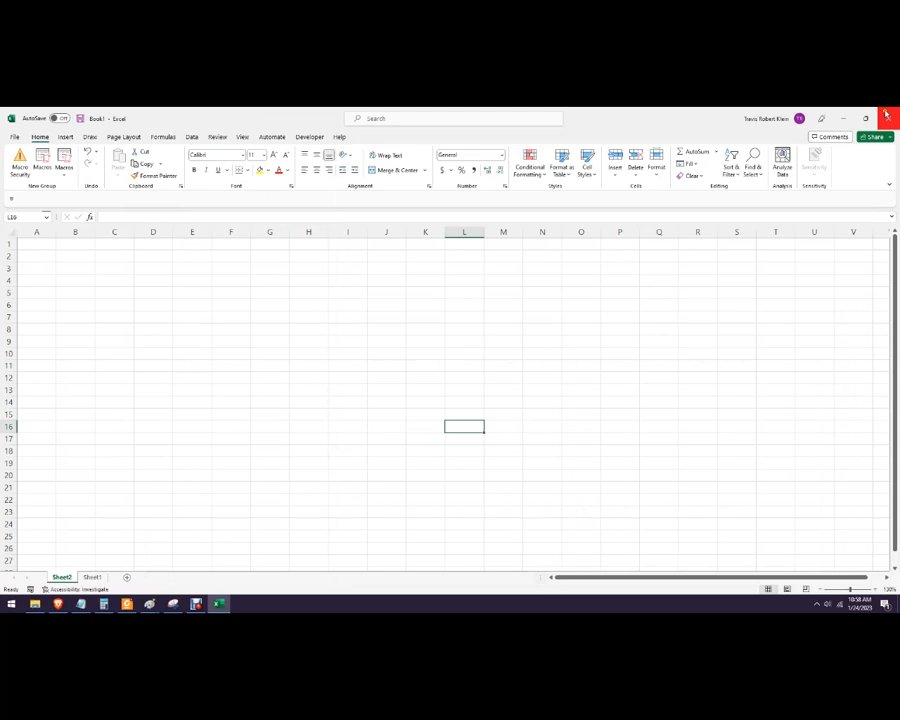 AutoSave Off Book1 - Excel Search Travis Robert Klein TK
File Home Insert Draw Page Layout Formulas Data Review View Automate Developer Help Comments Share
Macro Security Macros Macros Paste Cut Copy Format Painter Calibri 11 Wrap Text General Conditional Formatting Format as Table Cell Styles Insert Delete Format AutoSum Fill Clear Sort & Filter Find & Select Analyze Data Sensitivity
B I U A A A Merge & Center $ % 9
New Group Undo Clipboard Font Alignment Number Styles Cells Editing Analysis Sensitivity
L16 fx
A B C D E F G H I J K L M N O P Q R S T U V
1
2
3
4
5
6
7
8
9
10
11
12
13
14
15
16
17
18
19
20
21
22
23
24
25
26
27
Sheet2 Sheet1
Ready Accessibility: Investigate 130%
10:58 AM
1/24/2023